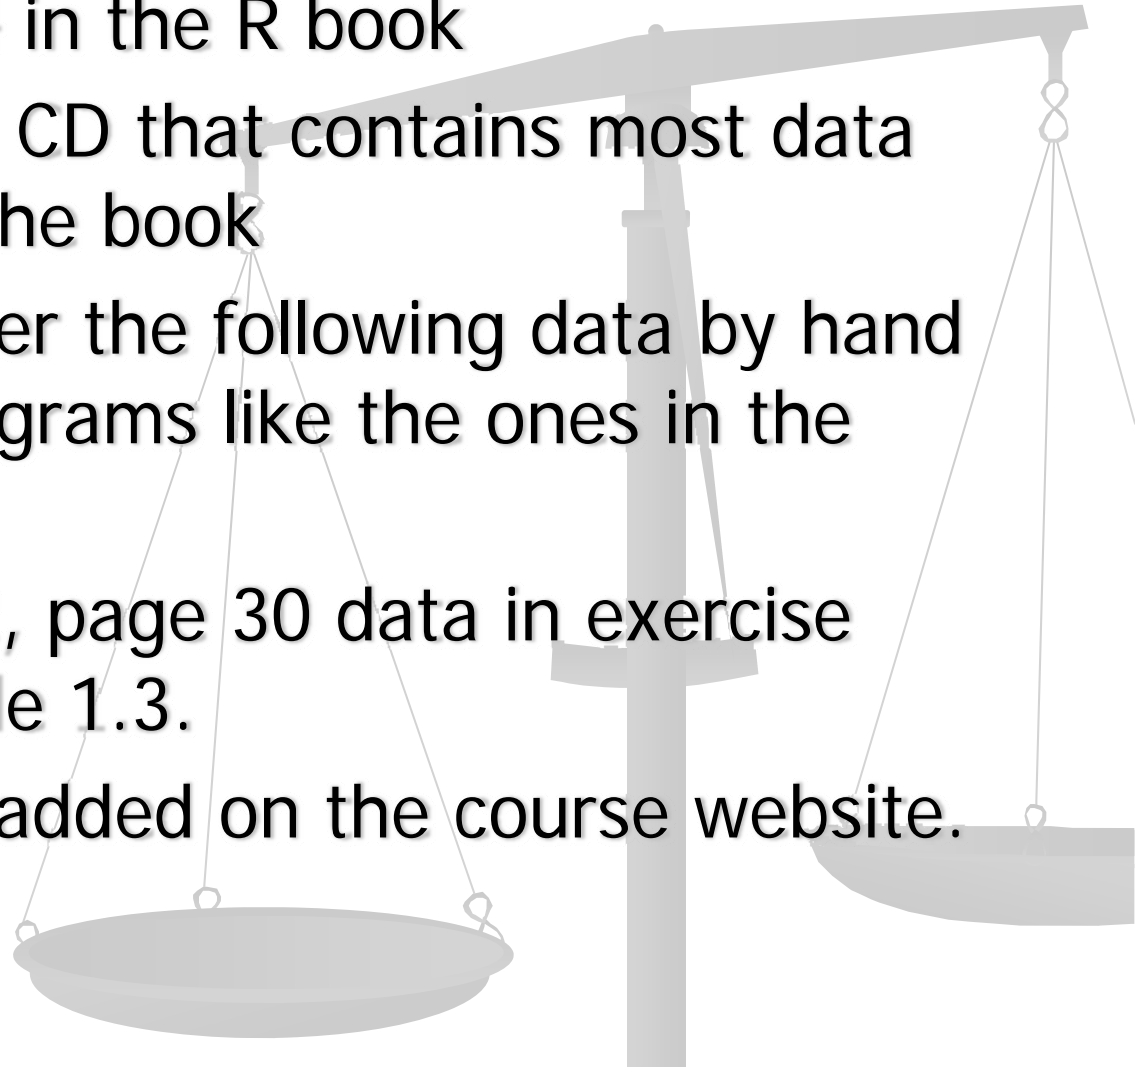 in the R book
CD that contains most data
he book
er the following data by hand
grams like the ones in the
, page 30 data in exercise
le 1.3.
added on the course website.